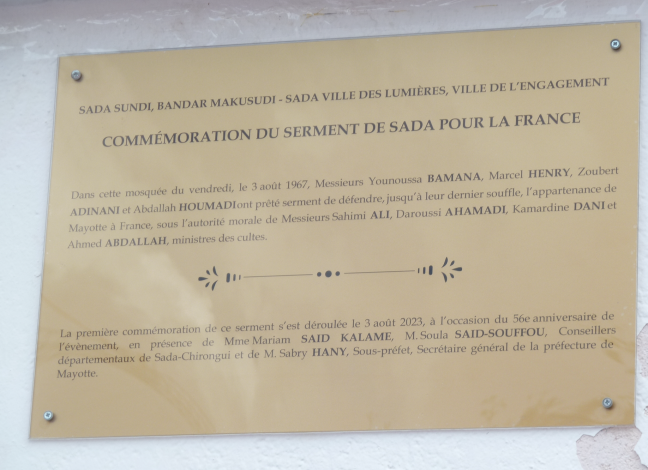 SADA SUNDI, BANDAR MAKUSUDI - SADA VILLE DES LUMIÈRES, VILLE DE L'ENGAGEMENT
COMMÉMORATION DU SERMENT DE SADA POUR LA FRANCE
Dans cette mosquée du vendredi, le 3 août 1967, Messieurs Younoussa BAMANA, Marcel HENRY, Zoubert
ADINANI et Abdallah HOUMADI ont prêté serment de défendre, jusqu'à leur dernier souffle, l'appartenance de
Mayotte à France, sous l'autorité morale de Messieurs Sahimi ALI, Daroussi AHAMADI, Kamardine DANI et
Ahmed ABDALLAH, ministres des cultes.
La première commémoration de ce serment s'est déroulée le 3 août 2023, à l'occasion du 56e anniversaire de
l'évènement, en présence de Mme Mariam SAID KALAME, M. Soula SAID-SOUFFOU, Conseillers
départementaux de Sada-Chirongui et de M. Sabry HANY, Sous-préfet, Secrétaire général de la préfecture de
Mayotte.